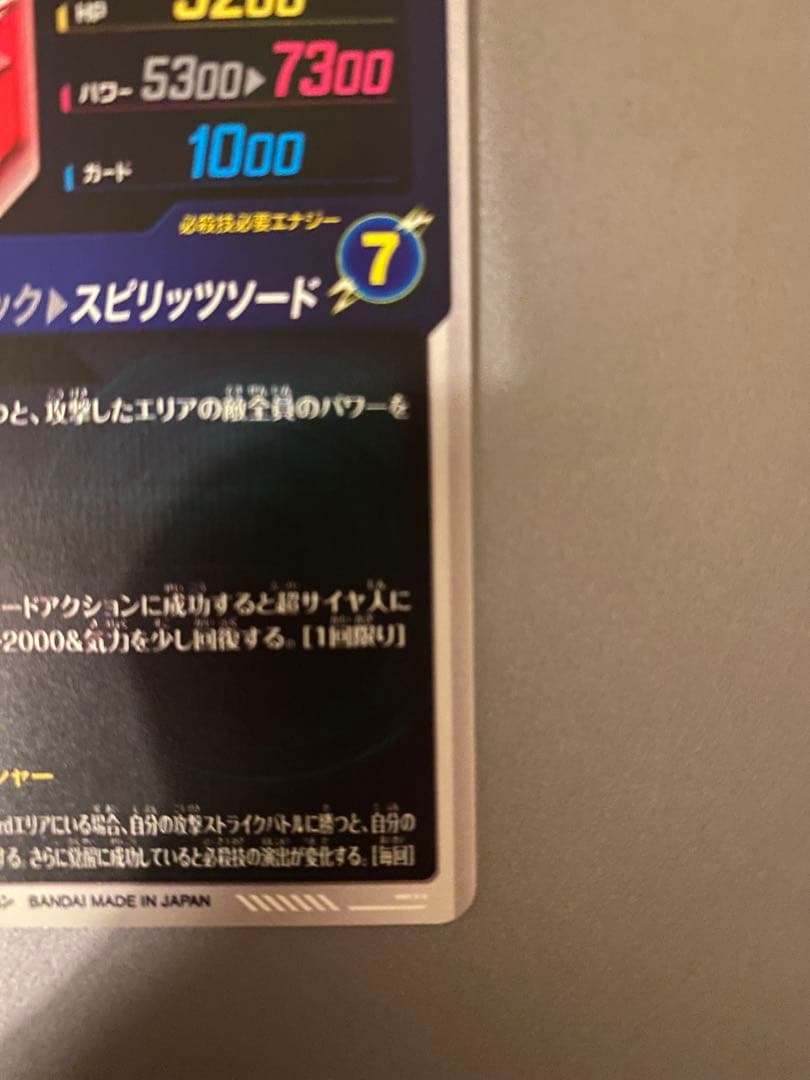 HP 5200
パワー 5300▶7300
ガード 1000
必殺技必要エナジー
7
ック▶スピリッツソード
つと、攻撃したエリアの敵全員のパワーを
ードアクションに成功すると超サイヤ人に
2000&気力を少し回復する。[1回限り]
ンャー
rdエリアにいる場合、自分の攻撃ストライクバトルに勝つと、自分の
する。さらに覚醒に成功していると必殺技の演出が変化する。[毎回]
BANDAI MADE IN JAPAN